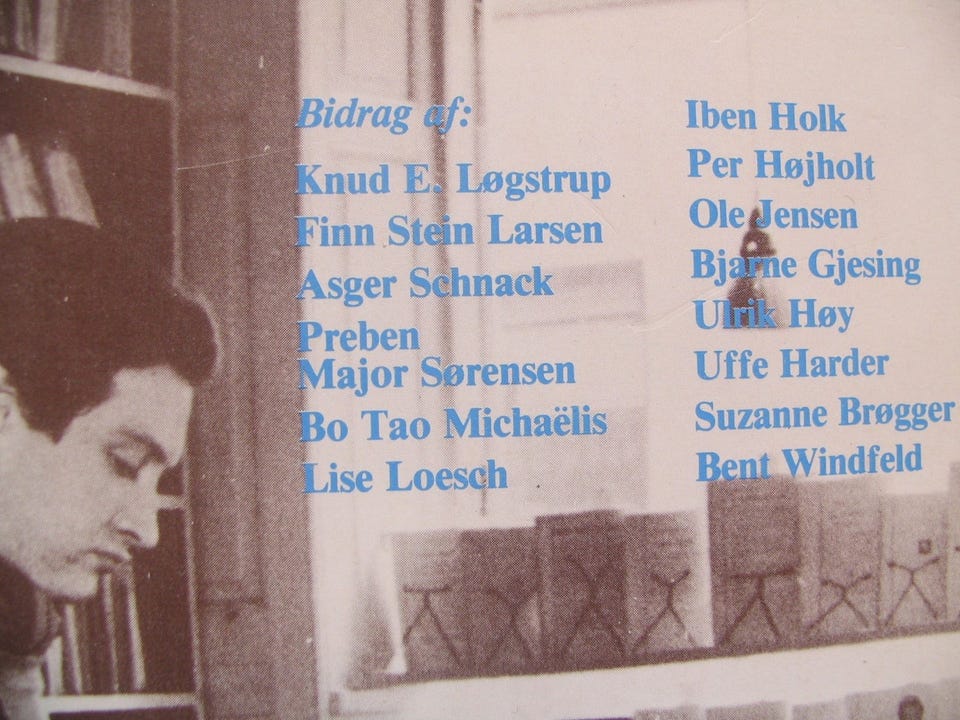 Bidrag af:
Knud E. Løgstrup
Finn Stein Larsen
Asger Schnack
Preben
Major Sørensen
Bo Tao Michaëlis
Lise Loesch
Iben Holk
Per Højholt
Ole Jensen
Bjarne Gjesing
Ulrik Høy
Uffe Harder
Suzanne Brøgger
Bent Windfeld